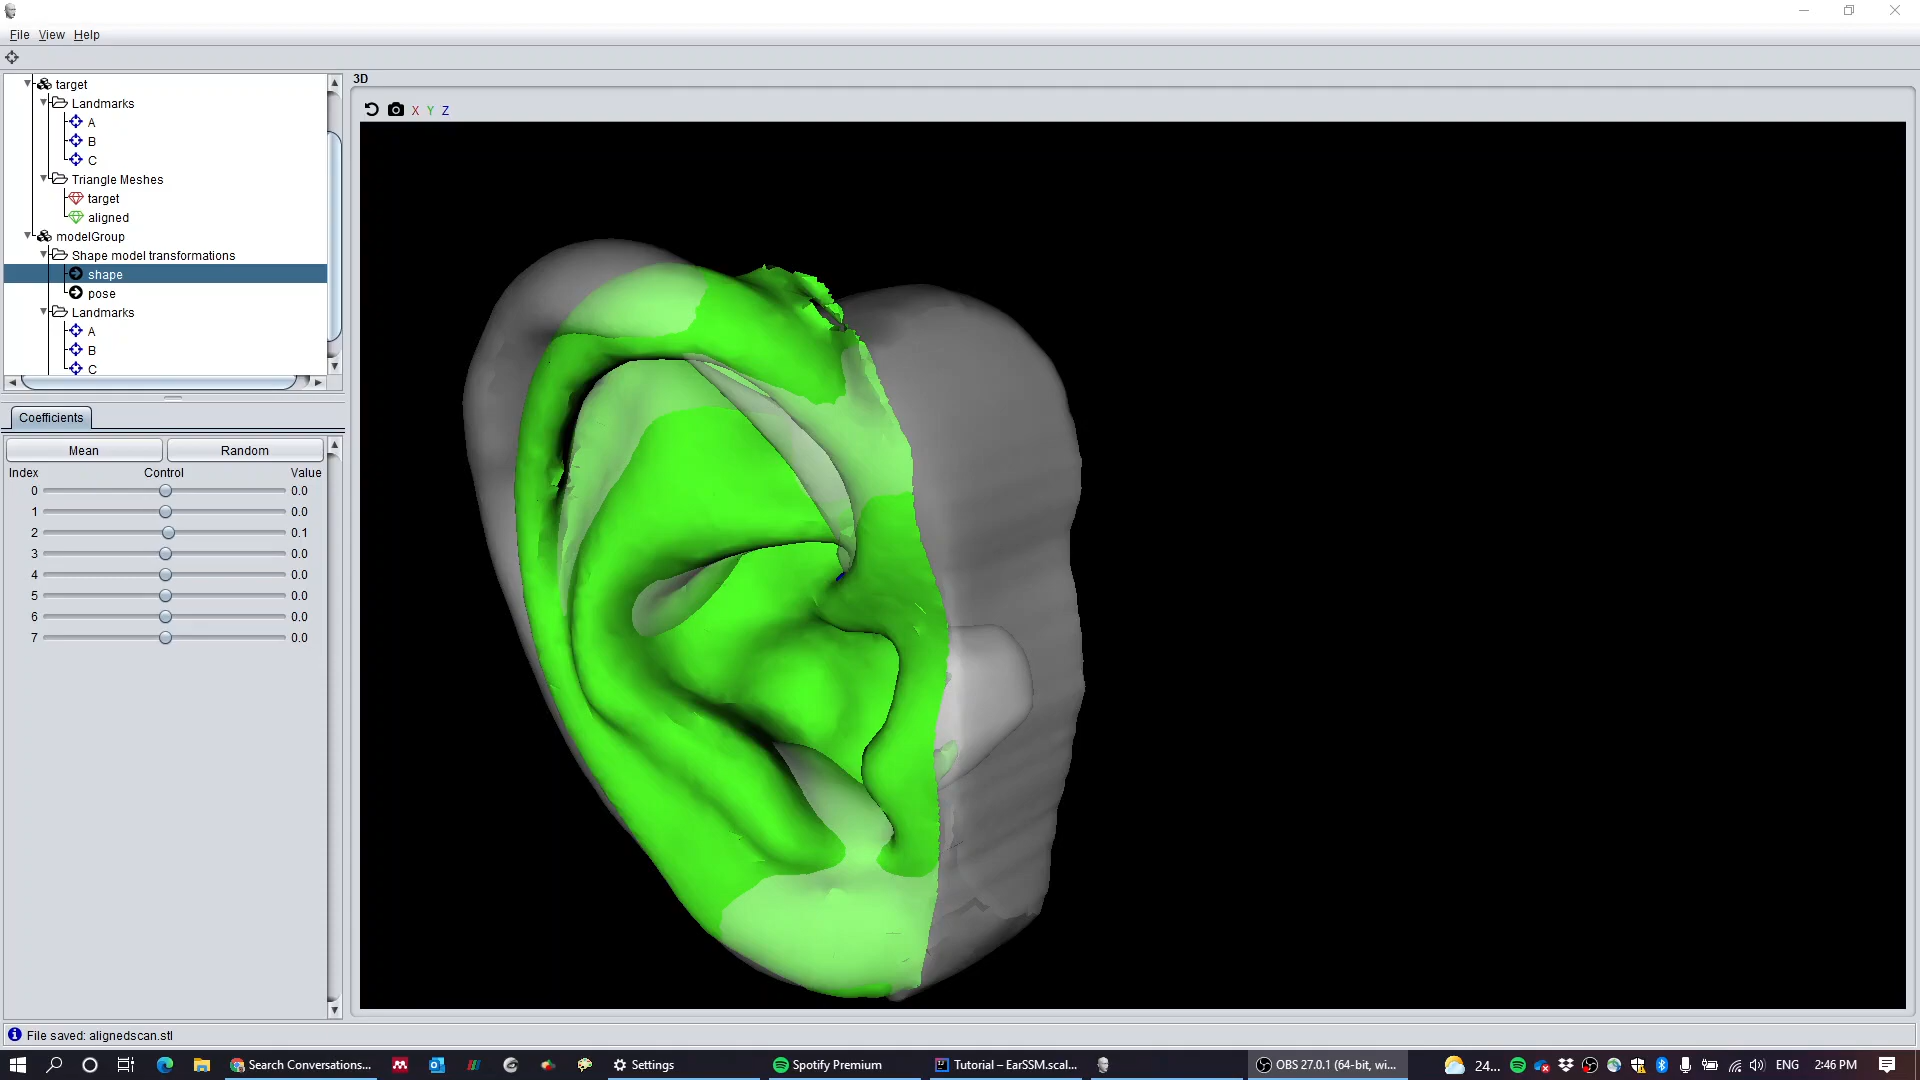 File View Help
3D
target
Landmarks
A
B
C
Triangle Meshes
target
aligned
modelGroup
Shape model transformations
shape
pose
Landmarks
A
B
C
X Y Z
Coefficients
Mean Random
Index Control Value
0 0.0
1 0.0
2 0.1
3 0.0
4 0.0
5 0.0
6 0.0
7 0.0
File saved: alignedscan.stl
Search Conversations... Settings Spotify Premium Tutorial – EarSSM.scal... OBS 27.0.1 (64-bit, wi... 24... ENG 2:46 PM